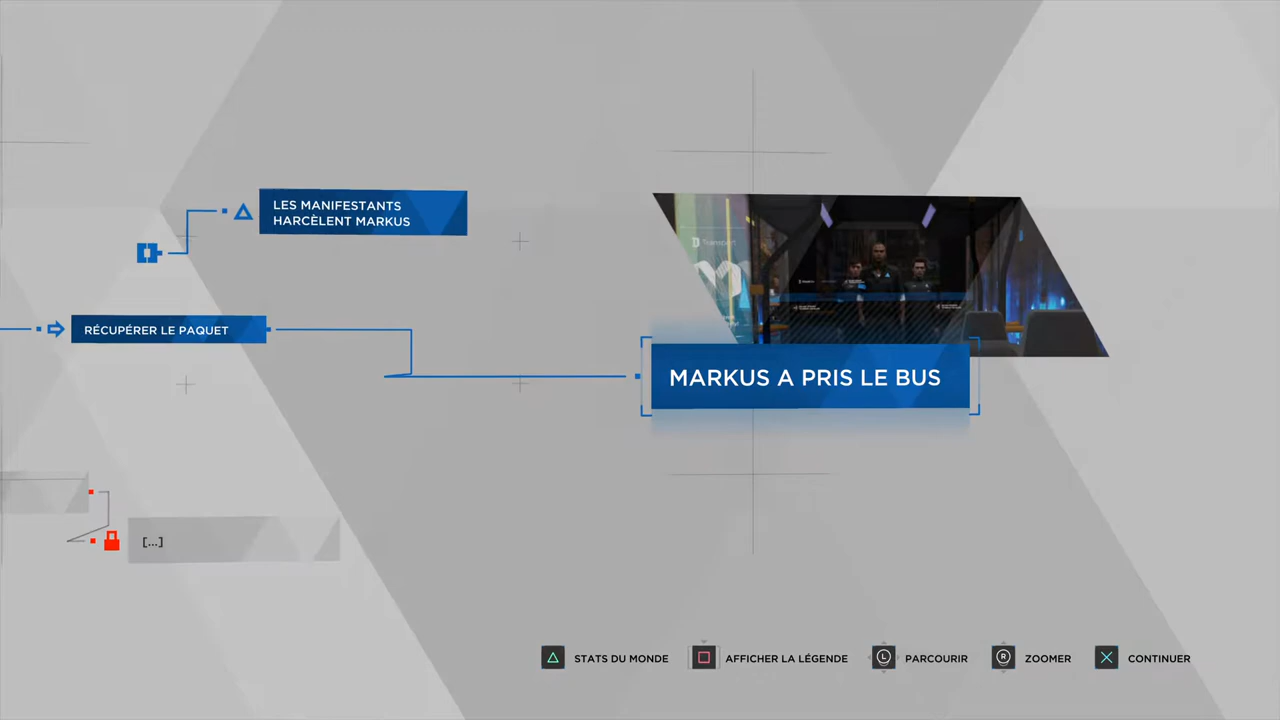 LES MANIFESTANTS
HARCÈLENT MARKUS
RÉCUPÉRER LE PAQUET
MARKUS A PRIS LE BUS
[...]
STATS DU MONDE
AFFICHER LA LÉGENDE
L
PARCOURIR
R
ZOOMER
CONTINUER